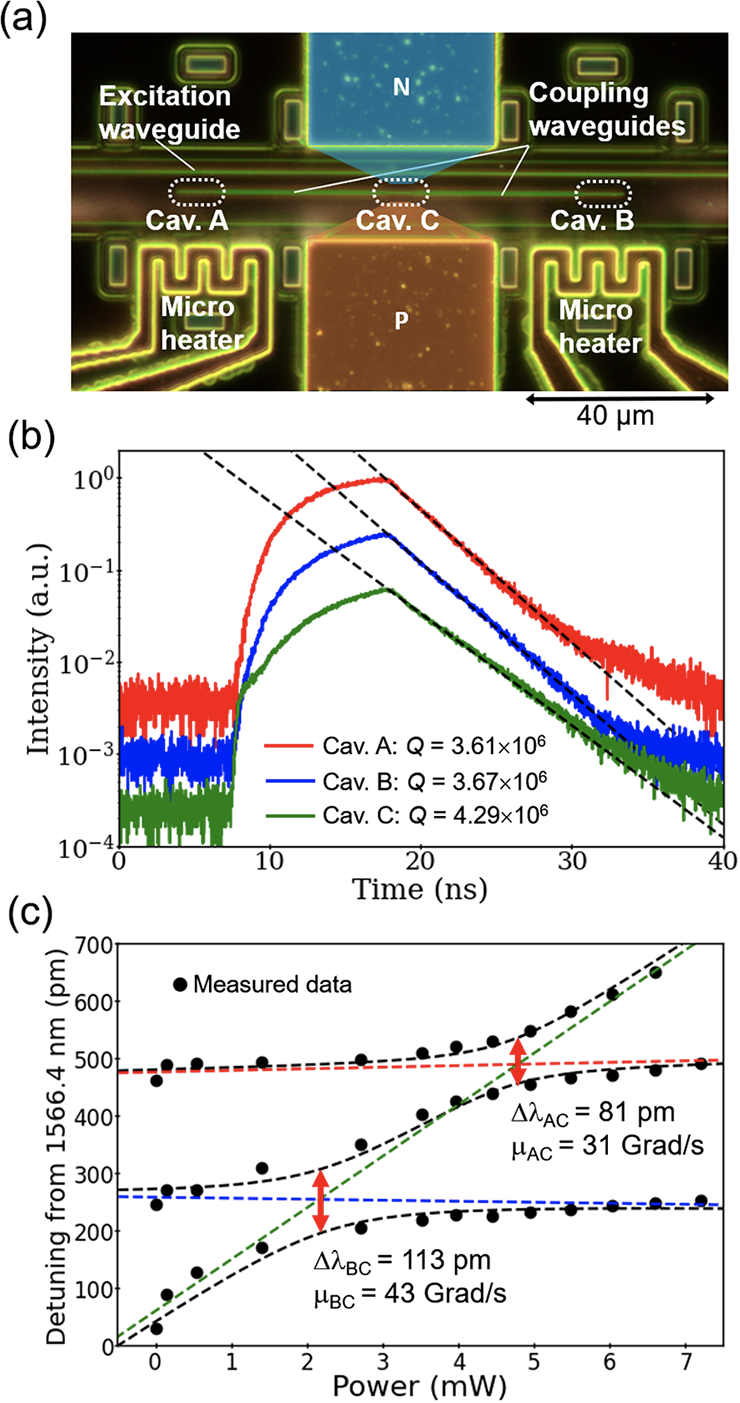 (a)
N
Excitation
waveguide
Coupling
waveguides
Cav. A
Cav. C
Cav. B
Micro
heater
P
Micro
heater
40 μm
(b)
10⁰
10⁻¹
10⁻²
10⁻³
10⁻⁴
Intensity (a.u.)
Cav. A: Q = 3.61×10⁶
Cav. B: Q = 3.67×10⁶
Cav. C: Q = 4.29×10⁶
0 10 20 30 40
Time (ns)
(c)
700
600
500
400
300
200
100
0
Detuning from 1566.4 nm (pm)
Measured data
Δλ_AC = 81 pm
μ_AC = 31 Grad/s
Δλ_BC = 113 pm
μ_BC = 43 Grad/s
0 1 2 3 4 5 6 7
Power (mW)